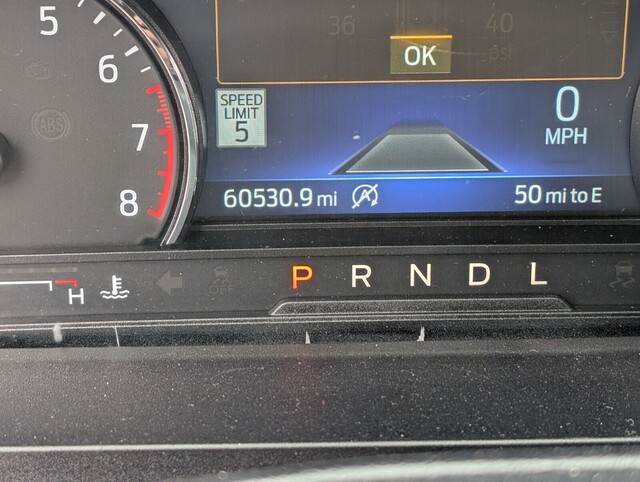 5
36
40
psi
6
OK
SPEED
LIMIT
5
0
MPH
ABS
7
8
60530.9 mi
A
50 mi to E
H
OFF
P R N D L